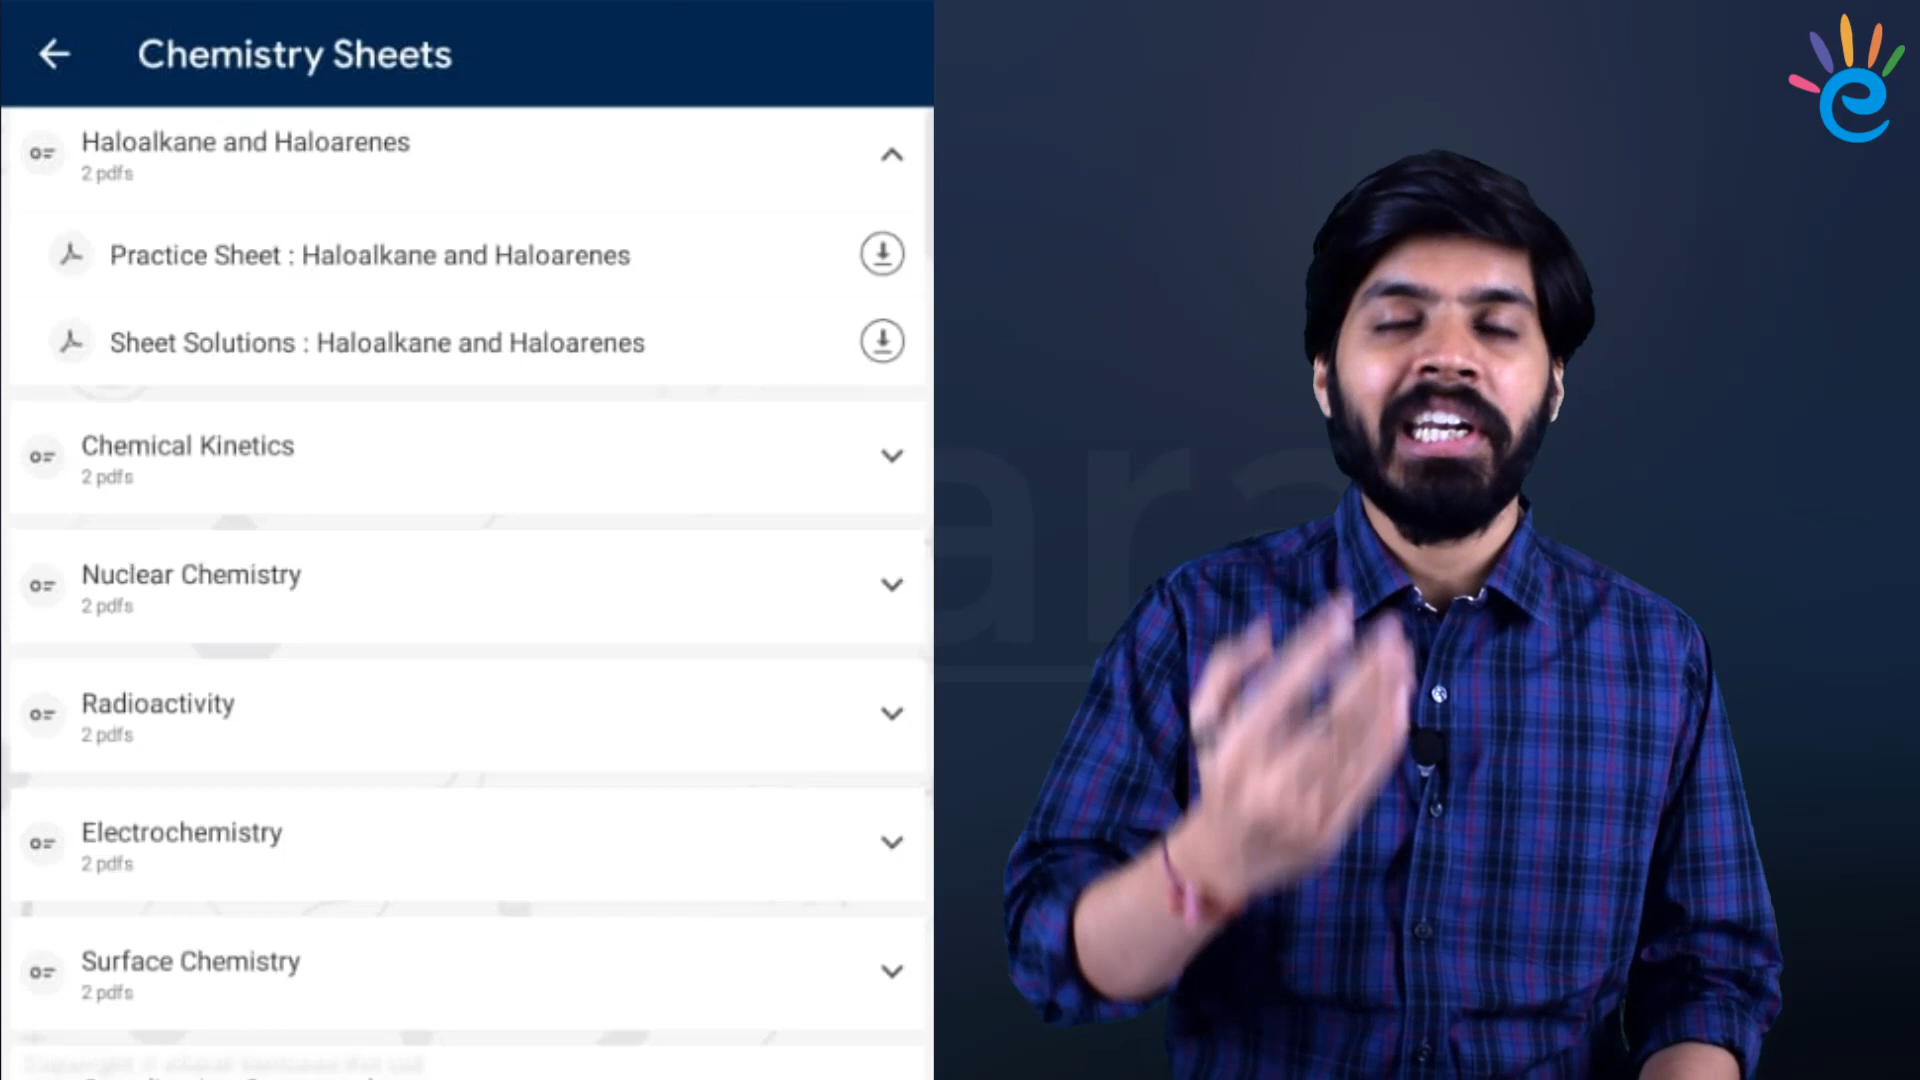 Chemistry Sheets
Haloalkane and Haloarenes
2 pdfs
Practice Sheet : Haloalkane and Haloarenes
Sheet Solutions : Haloalkane and Haloarenes
Chemical Kinetics
2 pdfs
Nuclear Chemistry
2 pdfs
Radioactivity
2 pdfs
Electrochemistry
2 pdfs
Surface Chemistry
2 pdfs